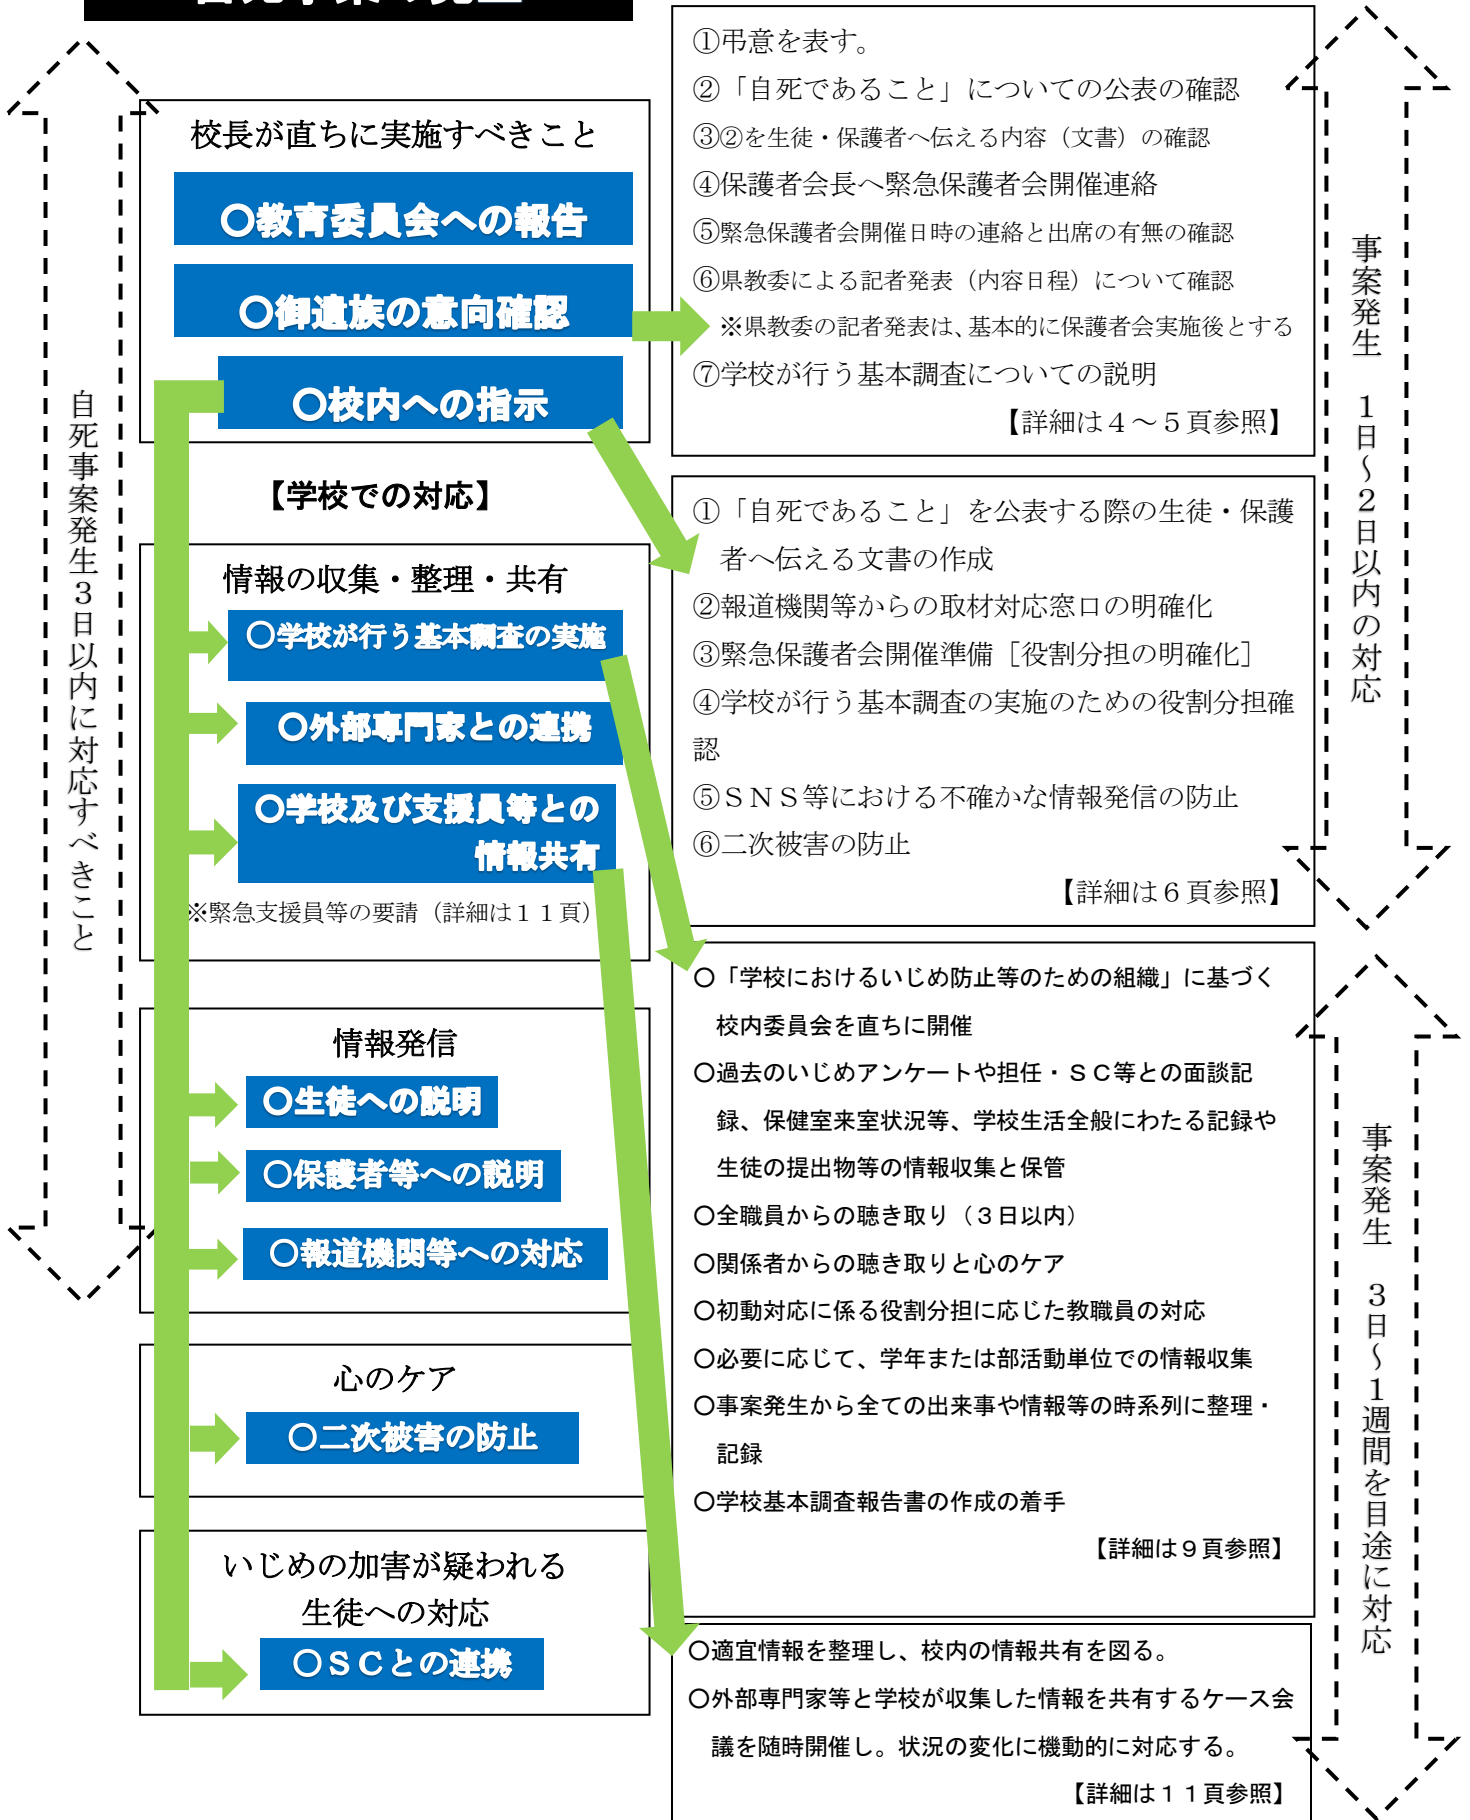 校長が直ちに実施すべきこと
〇教育委員会への報告
〇御遺族の意向確認
〇校内への指示
【学校での対応】
情報の収集・整理・共有
〇学校が行う基本調査の実施
〇外部専門家との連携
〇学校及び支援員等との
情報共有
※緊急支援員等の要請（詳細は１１頁）
情報発信
〇生徒への説明
〇保護者等への説明
〇報道機関等への対応
心のケア
〇二次被害の防止
いじめの加害が疑われる
生徒への対応
〇ＳＣとの連携
自死事案発生３日以内に対応すべきこと
①弔意を表す。
②「自死であること」についての公表の確認
③②を生徒・保護者へ伝える内容（文書）の確認
④保護者会長へ緊急保護者会開催連絡
⑤緊急保護者会開催日時の連絡と出席の有無の確認
⑥県教委による記者発表（内容日程）について確認
※県教委の記者発表は、基本的に保護者会実施後とする
⑦学校が行う基本調査についての説明
【詳細は４～５頁参照】
①「自死であること」を公表する際の生徒・保護
者へ伝える文書の作成
②報道機関等からの取材対応窓口の明確化
③緊急保護者会開催準備［役割分担の明確化］
④学校が行う基本調査の実施のための役割分担確
認
⑤ＳＮＳ等における不確かな情報発信の防止
⑥二次被害の防止
【詳細は６頁参照】
事案発生　１日～２日以内の対応
〇「学校におけるいじめ防止等のための組織」に基づく
校内委員会を直ちに開催
〇過去のいじめアンケートや担任・ＳＣ等との面談記
録、保健室来室状況等、学校生活全般にわたる記録や
生徒の提出物等の情報収集と保管
〇全職員からの聴き取り（３日以内）
〇関係者からの聴き取りと心のケア
〇初動対応に係る役割分担に応じた教職員の対応
〇必要に応じて、学年または部活動単位での情報収集
〇事案発生から全ての出来事や情報等の時系列に整理・
記録
〇学校基本調査報告書の作成の着手
【詳細は９頁参照】
〇適宜情報を整理し、校内の情報共有を図る。
〇外部専門家等と学校が収集した情報を共有するケース会
議を随時開催し。状況の変化に機動的に対応する。
【詳細は１１頁参照】
事案発生　３日～１週間を目途に対応